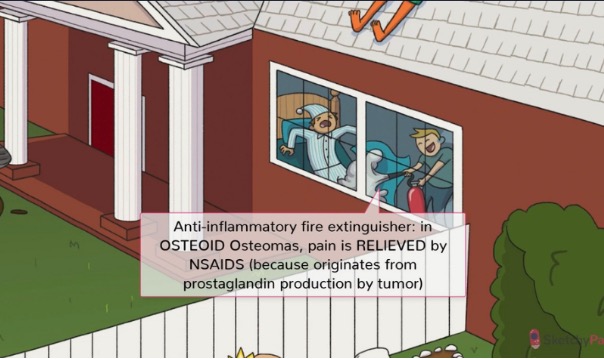 Anti-inflammatory fire extinguisher: in
OSTEOID Osteomas, pain is RELIEVED by
NSAIDS (because originates from
prostaglandin production by tumor)